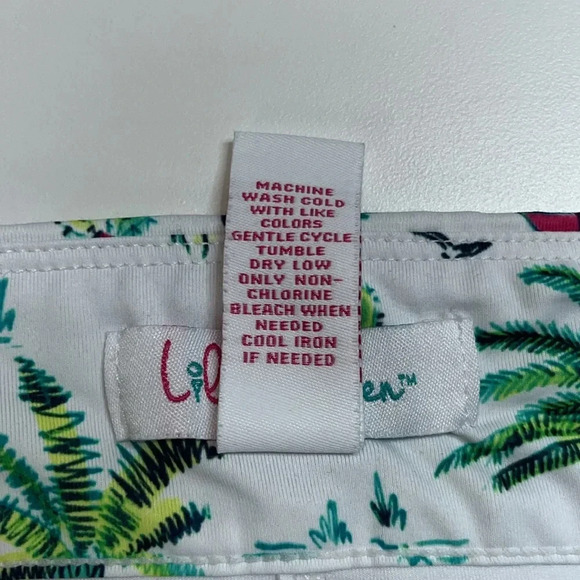 MACHINE
WASH COLD
WITH LIKE
COLORS
GENTLE CYCLE
TUMBLE
DRY LOW
ONLY NON-
CHLORINE
BLEACH WHEN
NEEDED
COOL IRON
IF NEEDED